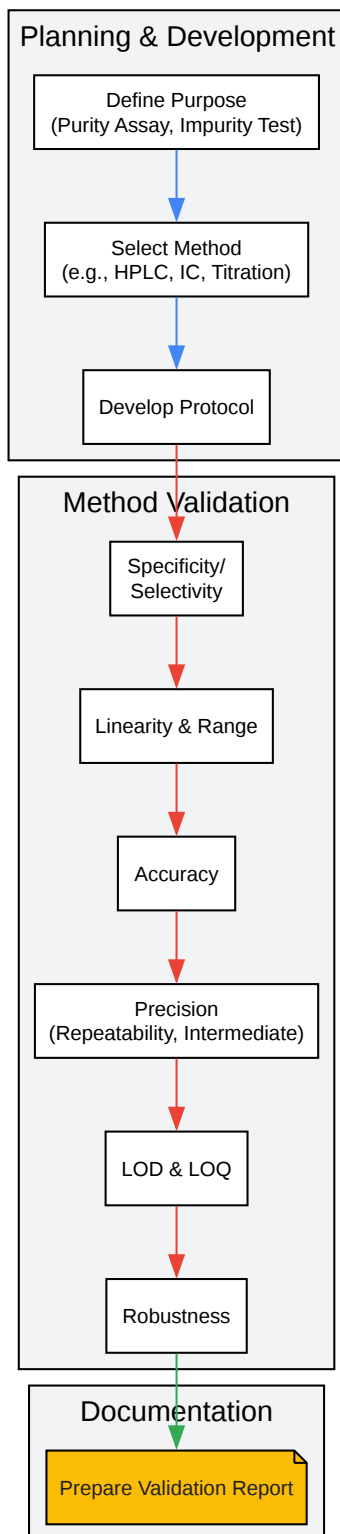 Planning & Development
Define Purpose
(Purity Assay, Impurity Test)
Select Method
(e.g., HPLC, IC, Titration)
Develop Protocol
Method Validation
Specificity/
Selectivity
Linearity & Range
Accuracy
Precision
(Repeatability, Intermediate)
LOD & LOQ
Robustness
Documentation
Prepare Validation Report